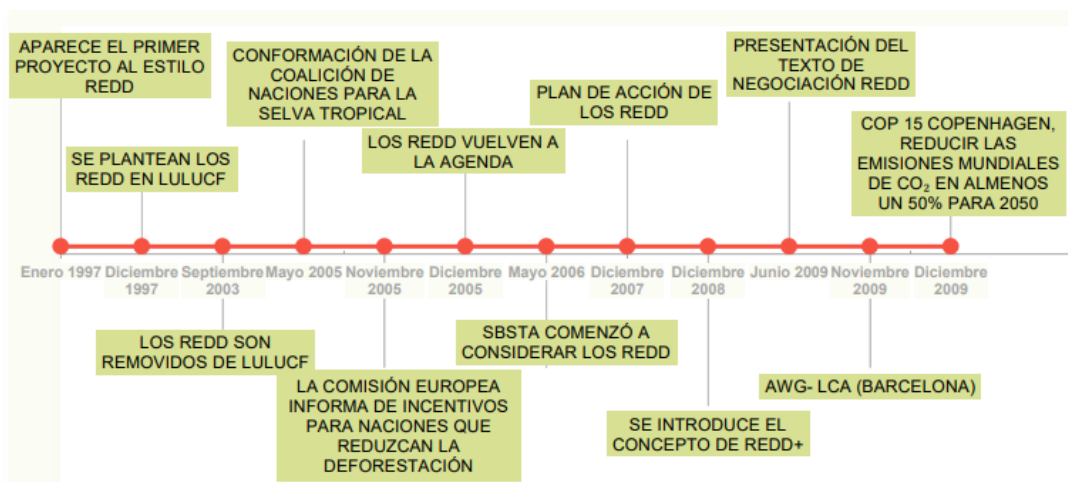 APARECE EL PRIMER
PROYECTO AL ESTILO
REDD
CONFORMACIÓN DE LA
COALICIÓN DE
NACIONES PARA LA
SELVA TROPICAL
PRESENTACIÓN DEL
TEXTO DE
NEGOCIACIÓN REDD
PLAN DE ACCIÓN DE
LOS REDD
COP 15 COPENHAGEN,
REDUCIR LAS
EMISIONES MUNDIALES
DE CO₂ EN ALMENOS
UN 50% PARA 2050
SE PLANTEAN LOS
REDD EN LULUCF
LOS REDD VUELVEN A
LA AGENDA
Enero 1997
Diciembre
1997
Septiembre
2003
Mayo 2005
Noviembre
2005
Diciembre
2005
Mayo 2006
Diciembre
2007
Diciembre
2008
Junio 2009
Noviembre
2009
Diciembre
2009
LOS REDD SON
REMOVIDOS DE LULUCF
LA COMISIÓN EUROPEA
INFORMA DE INCENTIVOS
PARA NACIONES QUE
REDUZCAN LA
DEFORESTACIÓN
SBSTA COMENZÓ A
CONSIDERAR LOS REDD
SE INTRODUCE EL
CONCEPTO DE REDD+
AWG- LCA (BARCELONA)